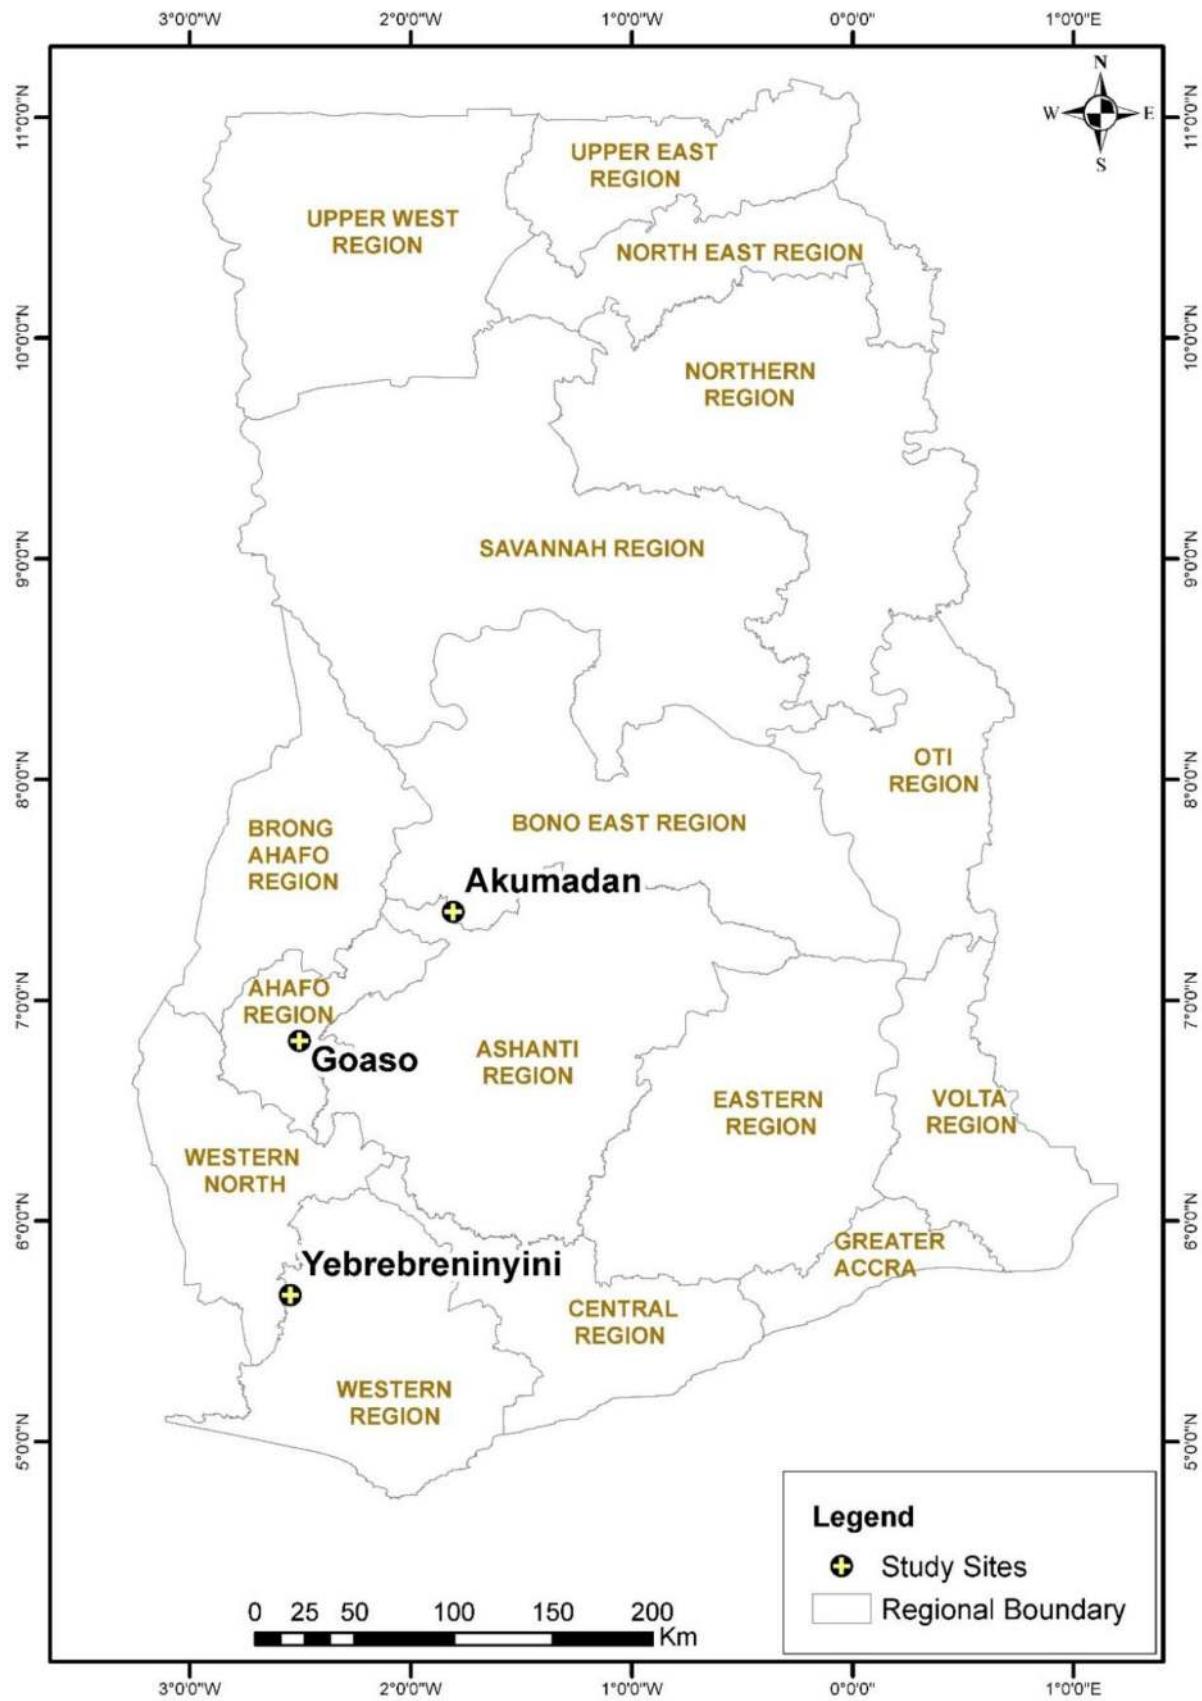 3°0'0"W 2°0'0"W 1°0'0"W 0°0'0" 1°0'0"E
N
W E
S
11°0'0"N 11°0'0"N
UPPER EAST
REGION
UPPER WEST
REGION
NORTH EAST REGION
10°0'0"N 10°0'0"N
NORTHERN
REGION
SAVANNAH REGION
9°0'0"N 9°0'0"N
OTI
REGION
8°0'0"N 8°0'0"N
BRONG
AHAFO
REGION
BONO EAST REGION
Akumadan
AHAFO
REGION
7°0'0"N 7°0'0"N
Goaso
ASHANTI
REGION
EASTERN
REGION
VOLTA
REGION
WESTERN
NORTH
6°0'0"N 6°0'0"N
GREATER
ACCRA
Yebrebreninyini
CENTRAL
REGION
WESTERN
REGION
5°0'0"N 5°0'0"N
Legend
Study Sites
Regional Boundary
0 25 50 100 150 200
Km
3°0'0"W 2°0'0"W 1°0'0"W 0°0'0" 1°0'0"E